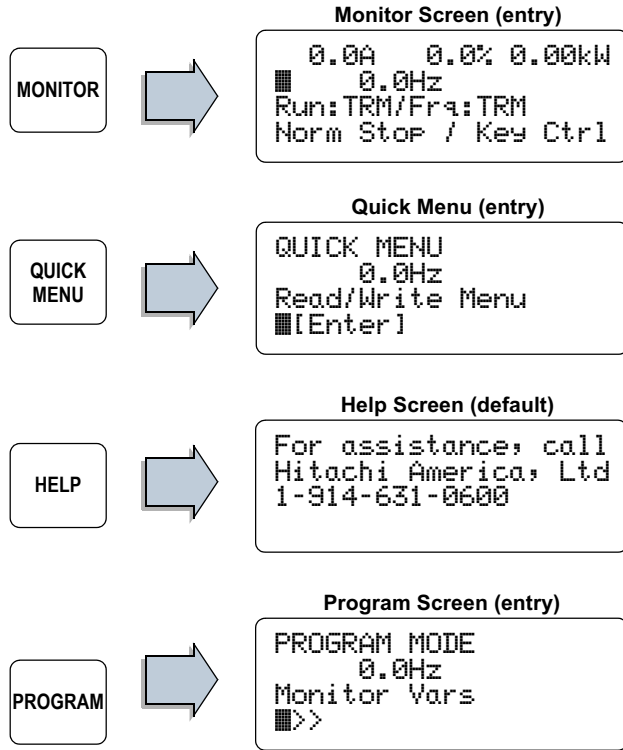 Monitor Screen (entry)
MONITOR
0.0A 0.0% 0.00kW
0.0Hz
Run:TRM/Frq:TRM
Norm Stop / Key Ctrl
Quick Menu (entry)
QUICK
MENU
QUICK MENU
0.0Hz
Read/Write Menu
[Enter]
Help Screen (default)
HELP
For assistance, call
Hitachi America, Ltd
1-914-631-0600
Program Screen (entry)
PROGRAM
PROGRAM MODE
0.0Hz
Monitor Vars
>>